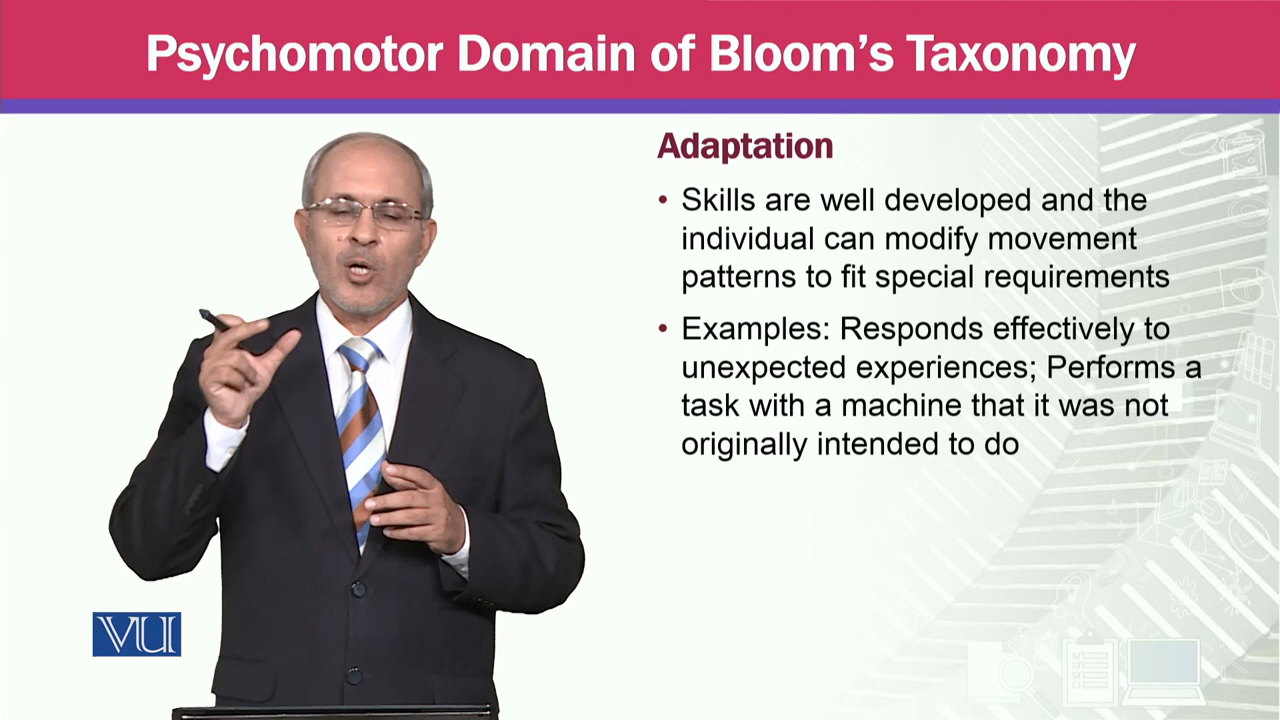 Psychomotor Domain of Bloom's Taxonomy
Adaptation
• Skills are well developed and the
individual can modify movement
patterns to fit special requirements
• Examples: Responds effectively to
unexpected experiences; Performs a
task with a machine that it was not
originally intended to do
VU